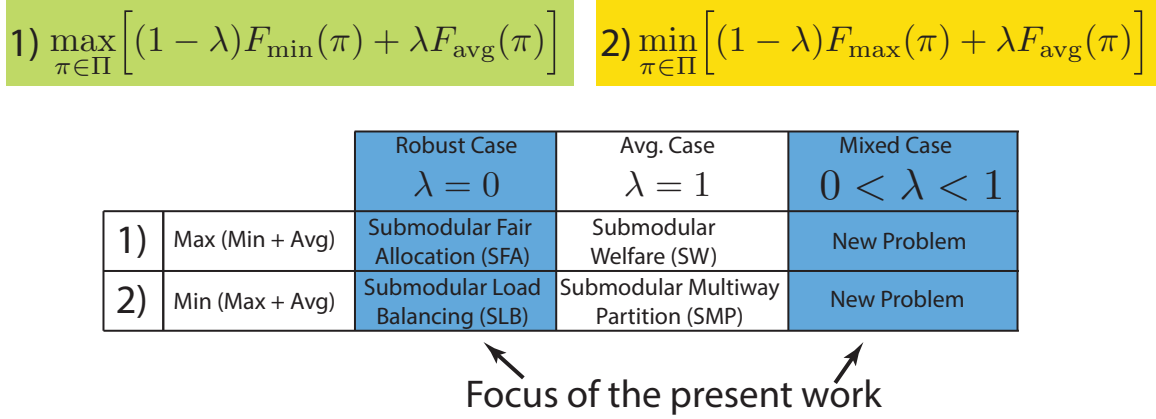 1) max π∈Π [(1 − λ)F_min(π) + λF_avg(π)]
2) min π∈Π [(1 − λ)F_max(π) + λF_avg(π)]
Robust Case
λ = 0
Avg. Case
λ = 1
Mixed Case
0 < λ < 1
1)
Max (Min + Avg)
Submodular Fair
Allocation (SFA)
Submodular
Welfare (SW)
New Problem
2)
Min (Max + Avg)
Submodular Load
Balancing (SLB)
Submodular Multiway
Partition (SMP)
New Problem
Focus of the present work